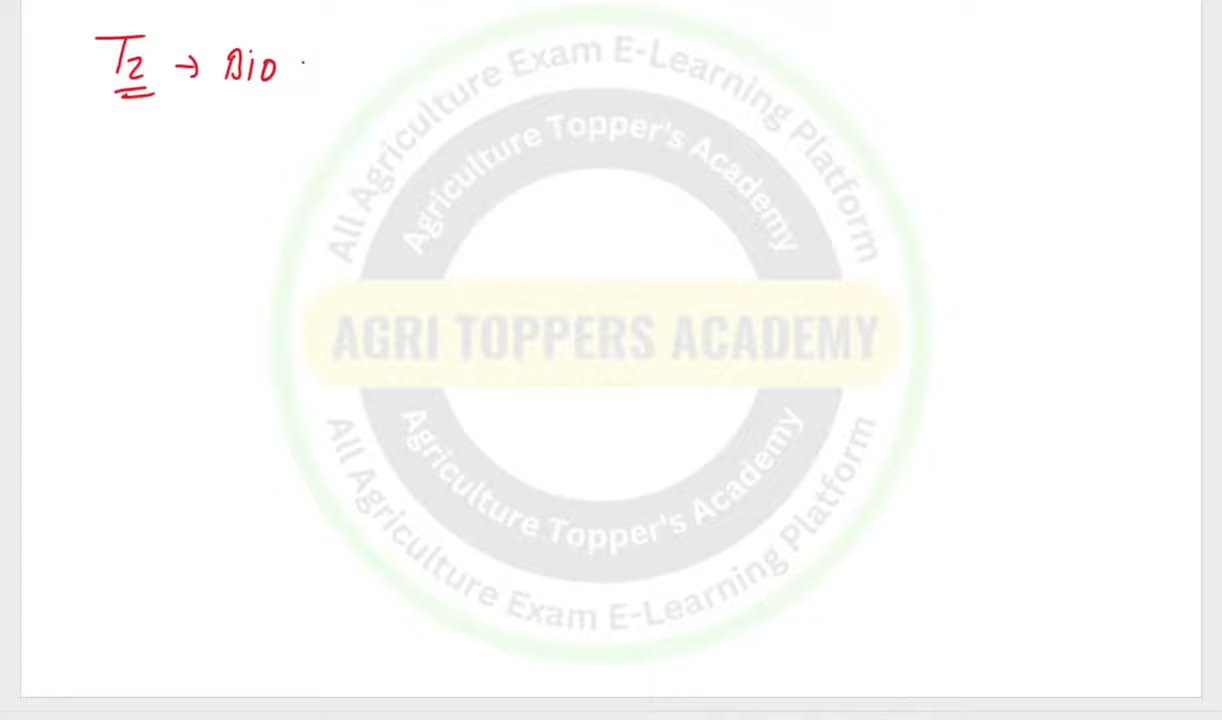 T2 → Bio
All Agriculture Exam E-Learning Platform
Agriculture Topper's Academy
AGRI TOPPERS ACADEMY
Agriculture Topper's Academy
All Agriculture Exam E-Learning Platform